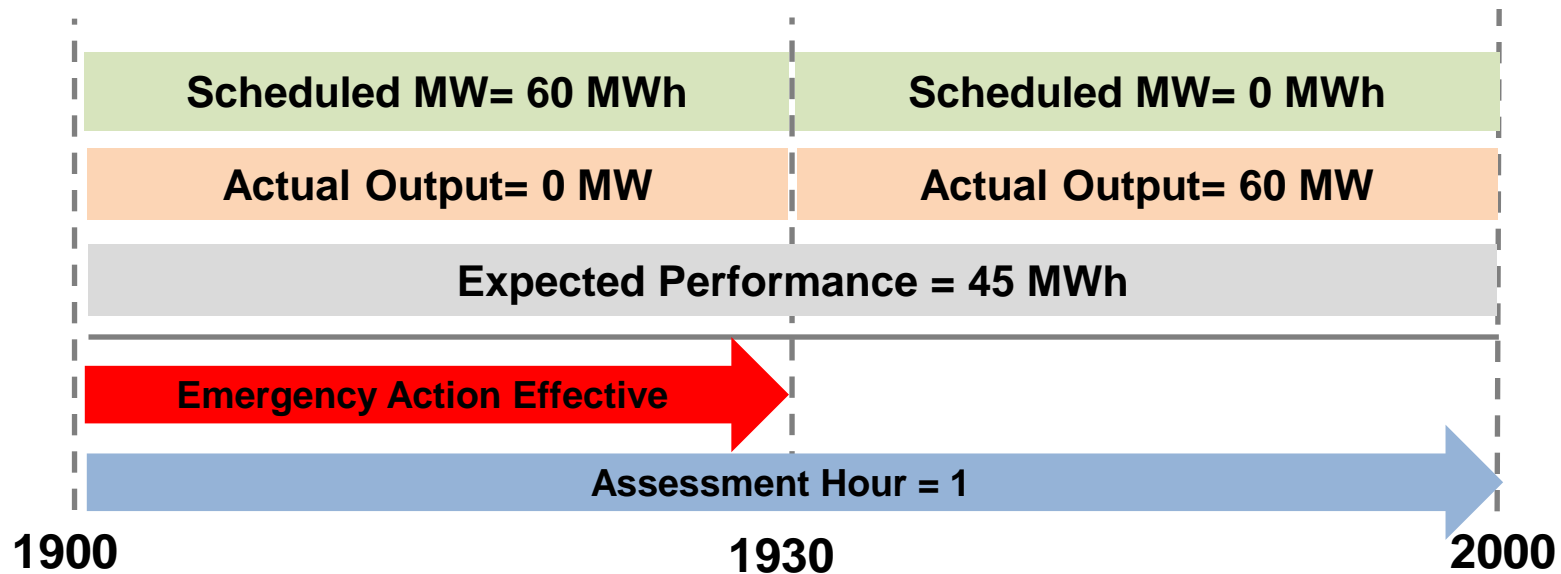 Scheduled MW= 60 MWh
Scheduled MW= 0 MWh
Actual Output= 0 MW
Actual Output= 60 MW
Expected Performance = 45 MWh
Emergency Action Effective
Assessment Hour = 1
1900
1930
2000